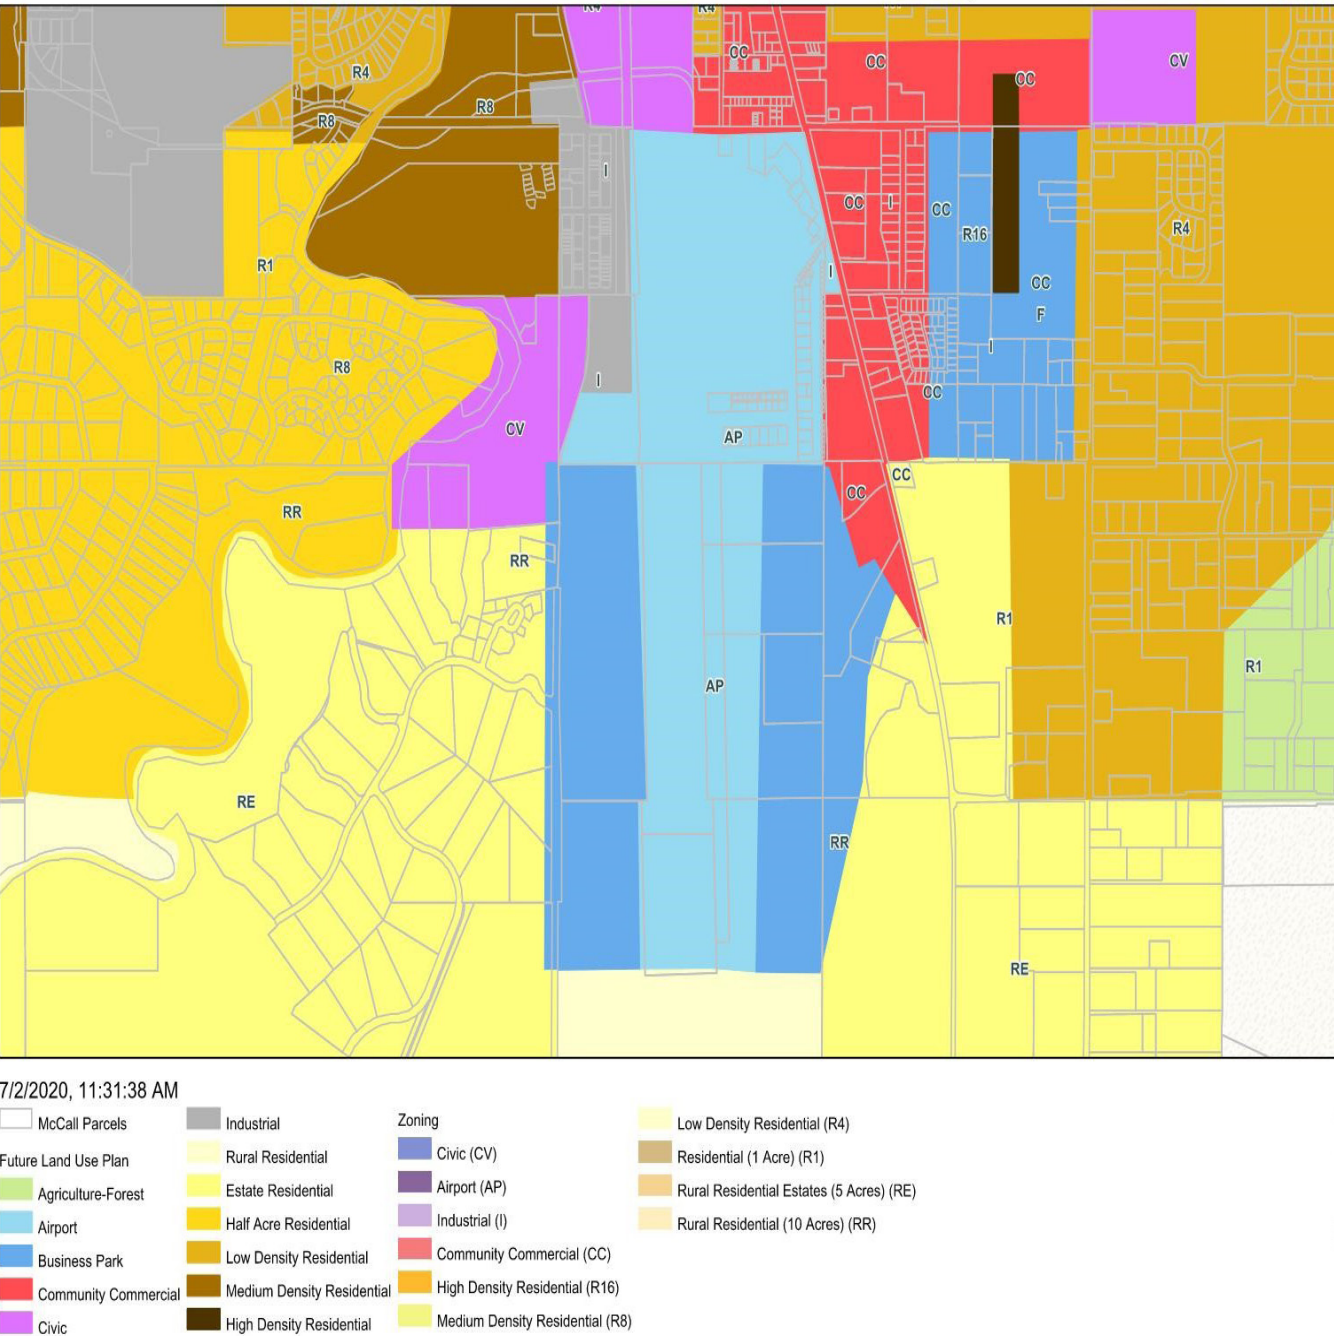 R4
R4
CC
CC
CC
CV
R4
R8
R8
I
CC
I
CC
R16
R4
R1
I
CC
F
I
R8
I
CC
CV
AP
CC
CC
RR
RR
R1
R1
AP
RE
RR
RE
7/2/2020, 11:31:38 AM
McCall Parcels
Future Land Use Plan
Agriculture-Forest
Airport
Business Park
Community Commercial
Civic
Industrial
Rural Residential
Estate Residential
Half Acre Residential
Low Density Residential
Medium Density Residential
High Density Residential
Zoning
Civic (CV)
Airport (AP)
Industrial (I)
Community Commercial (CC)
High Density Residential (R16)
Medium Density Residential (R8)
Low Density Residential (R4)
Residential (1 Acre) (R1)
Rural Residential Estates (5 Acres) (RE)
Rural Residential (10 Acres) (RR)